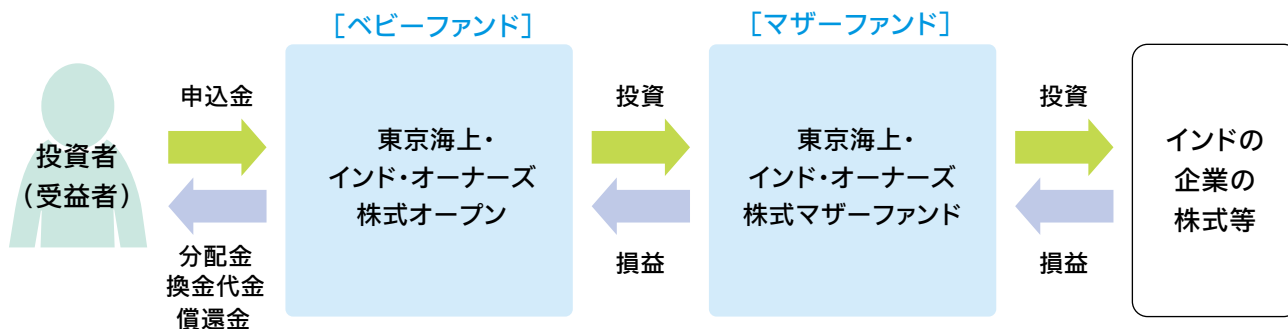 [ベビーファンド]
[マザーファンド]
投資者
(受益者)
申込金
分配金
換金代金
償還金
東京海上・
インド・オーナーズ
株式オープン
投資
損益
東京海上・
インド・オーナーズ
株式マザーファンド
投資
損益
インドの
企業の
株式等